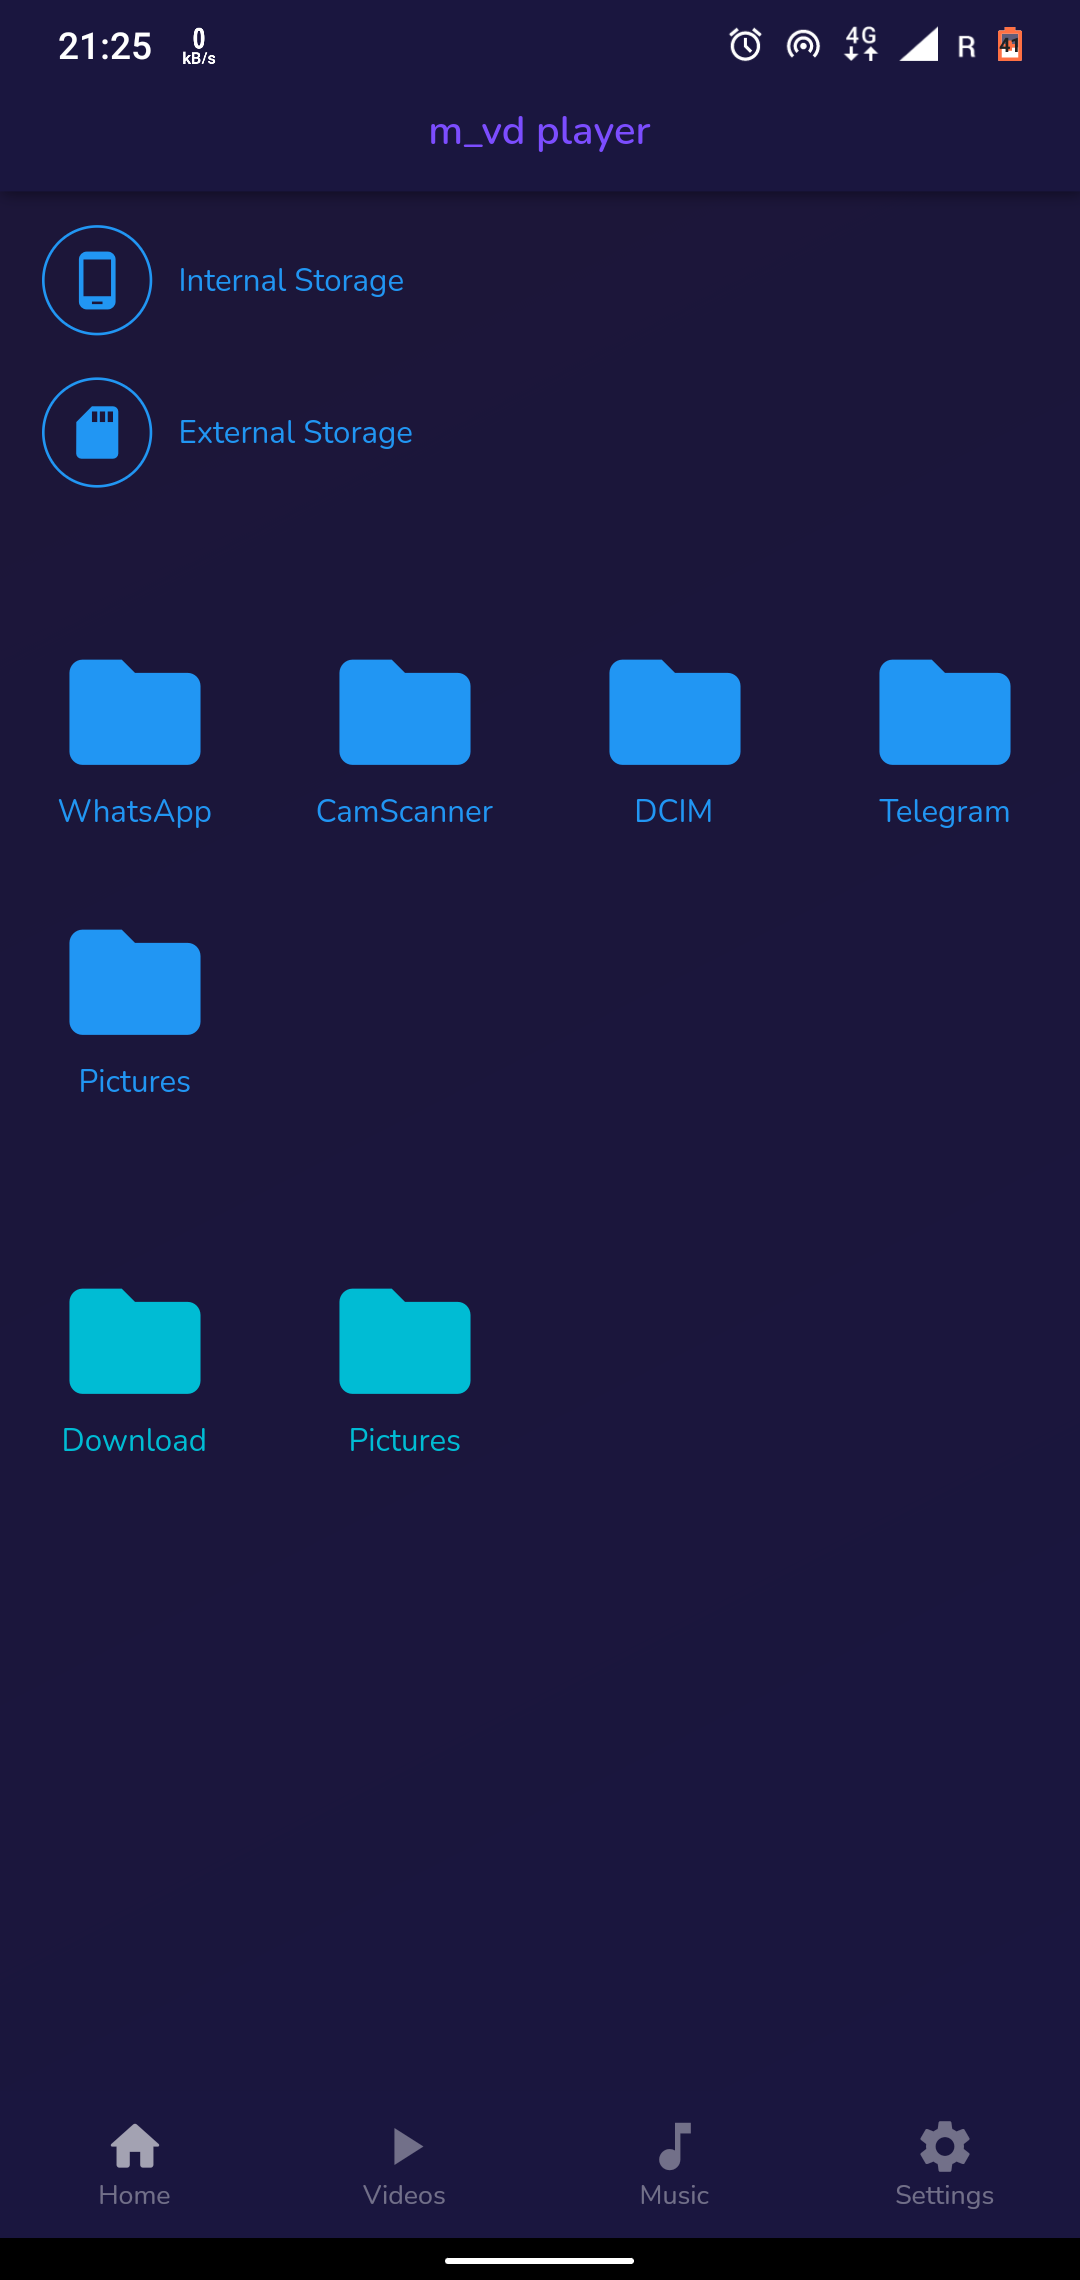 21:25 0 kB/s 4G R 41
m_vd player
Internal Storage
External Storage
WhatsApp CamScanner DCIM Telegram
Pictures
Download Pictures
Home Videos Music Settings